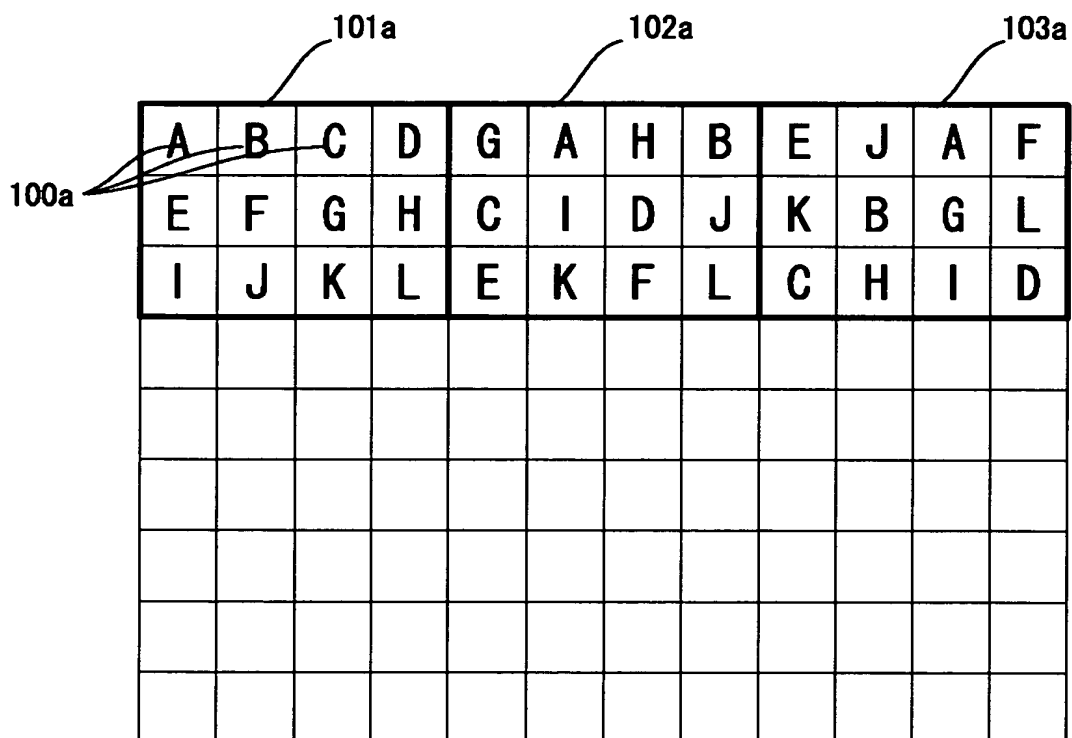 101a 102a 103a
A B C D G A H B E J A F
100a
E F G H C I D J K B G L
I J K L E K F L C H I D